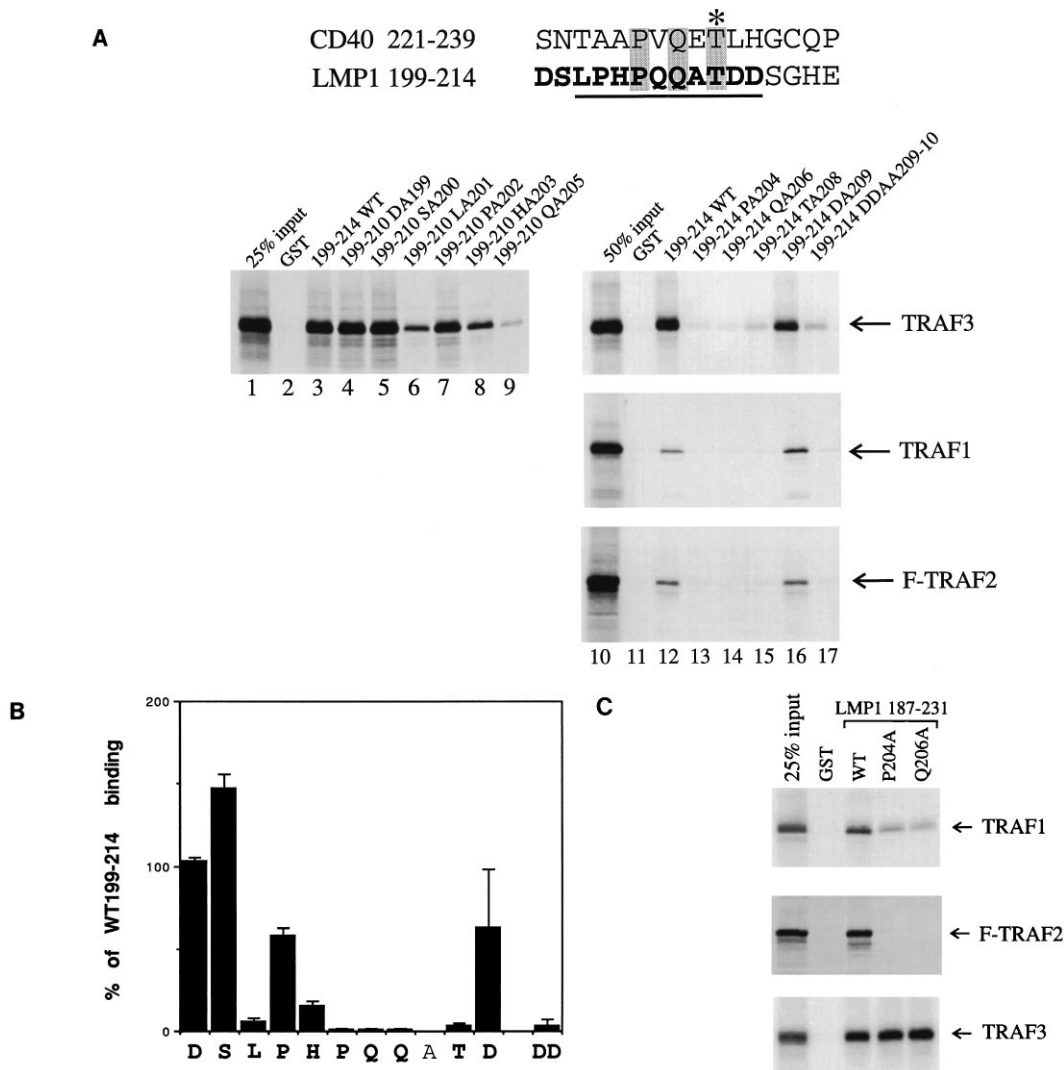 A
*
CD40 221-239 SNTAAPVQETLHGCQP
LMP1 199-214 DSLPHPQQATDDSGHE
25% input
GST
199-214 WT
199-210 DA199
199-210 SA200
199-210 LA201
199-210 PA202
199-210 HA203
199-210 QA205
50% input
GST
199-214 WT
199-214 PA204
199-214 QA206
199-214 TA208
199-214 DA209
199-214 DDAA209-10
TRAF3
1 2 3 4 5 6 7 8 9
TRAF1
F-TRAF2
10 11 12 13 14 15 16 17
B
% of WT199-214 binding
200
100
0
D S L P H P Q Q A T D DD
C
LMP1 187-231
25% input
GST
WT
P204A
Q206A
TRAF1
F-TRAF2
TRAF3